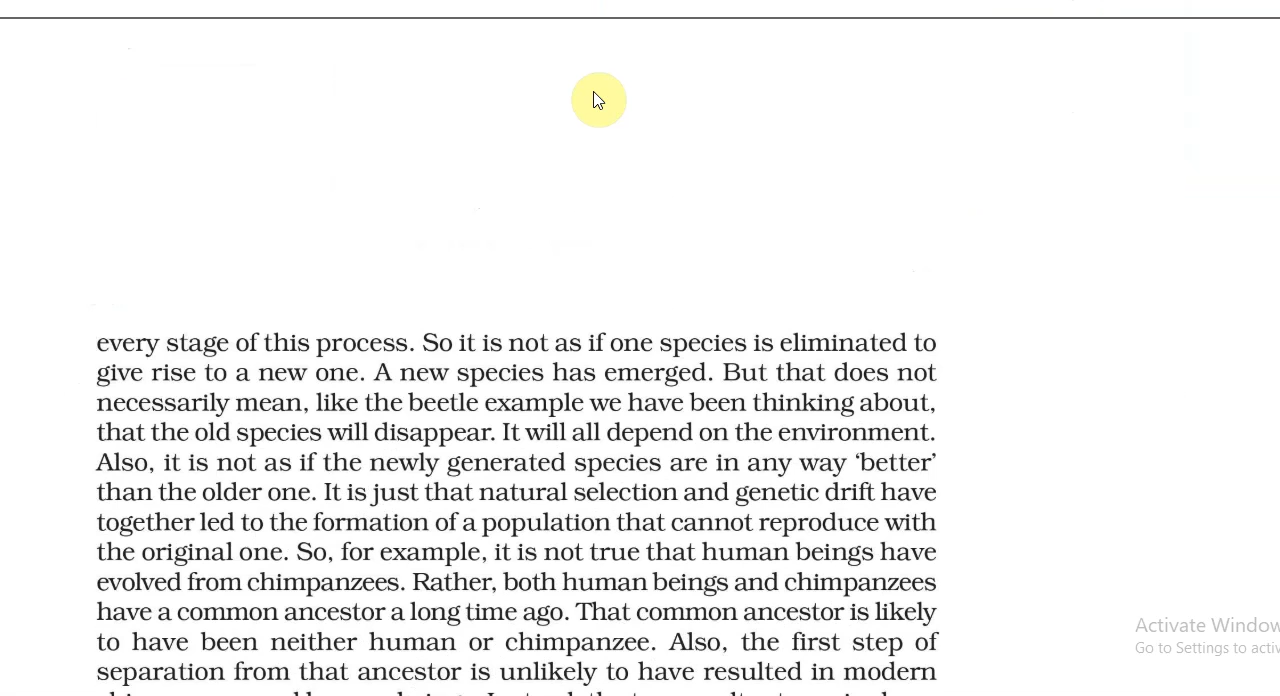 every stage of this process. So it is not as if one species is eliminated to
give rise to a new one. A new species has emerged. But that does not
necessarily mean, like the beetle example we have been thinking about,
that the old species will disappear. It will all depend on the environment.
Also, it is not as if the newly generated species are in any way ‘better’
than the older one. It is just that natural selection and genetic drift have
together led to the formation of a population that cannot reproduce with
the original one. So, for example, it is not true that human beings have
evolved from chimpanzees. Rather, both human beings and chimpanzees
have a common ancestor a long time ago. That common ancestor is likely
to have been neither human or chimpanzee. Also, the first step of
separation from that ancestor is unlikely to have resulted in modern
Activate Window
Go to Settings to activ